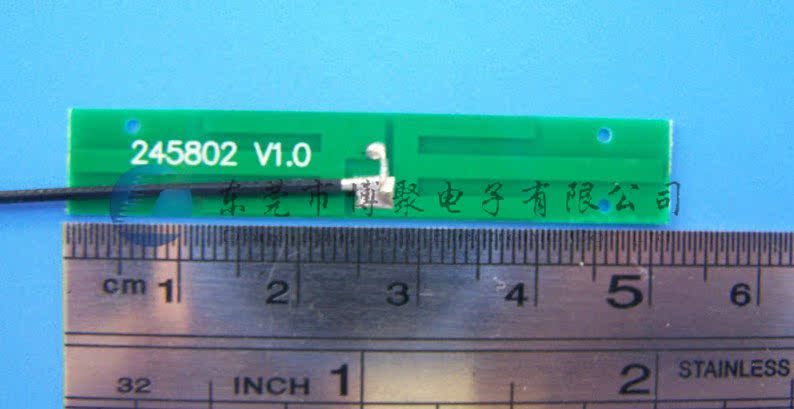 245802 V1.0
东莞市博聚电子有限公司
cm 1 2 3 4 5 6
32 INCH 1 2 STAINLESS